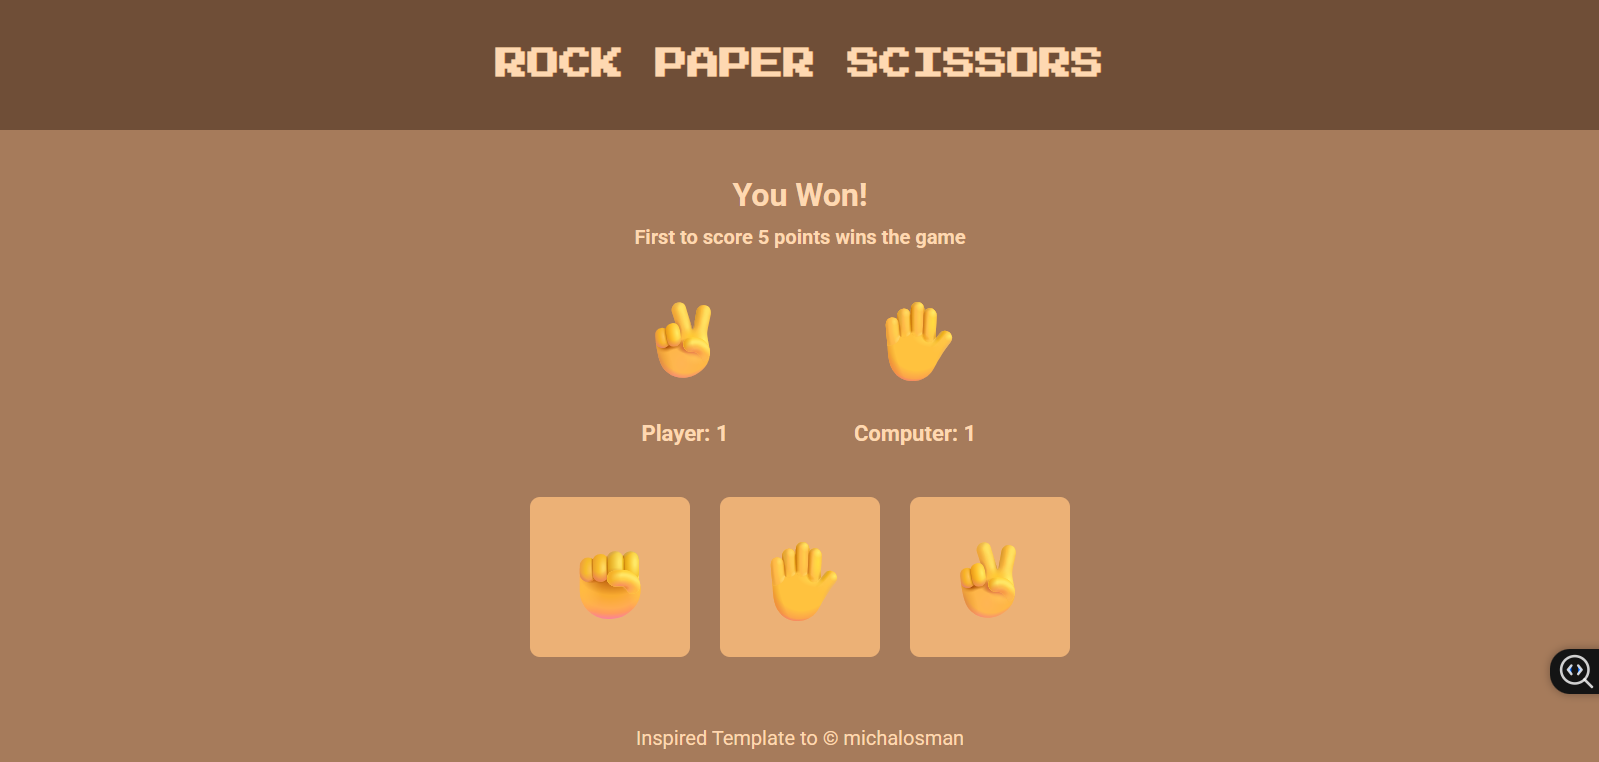 ROCK PAPER SCISSORS
You Won!
First to score 5 points wins the game
Player: 1
Computer: 1
Inspired Template to © michalosman